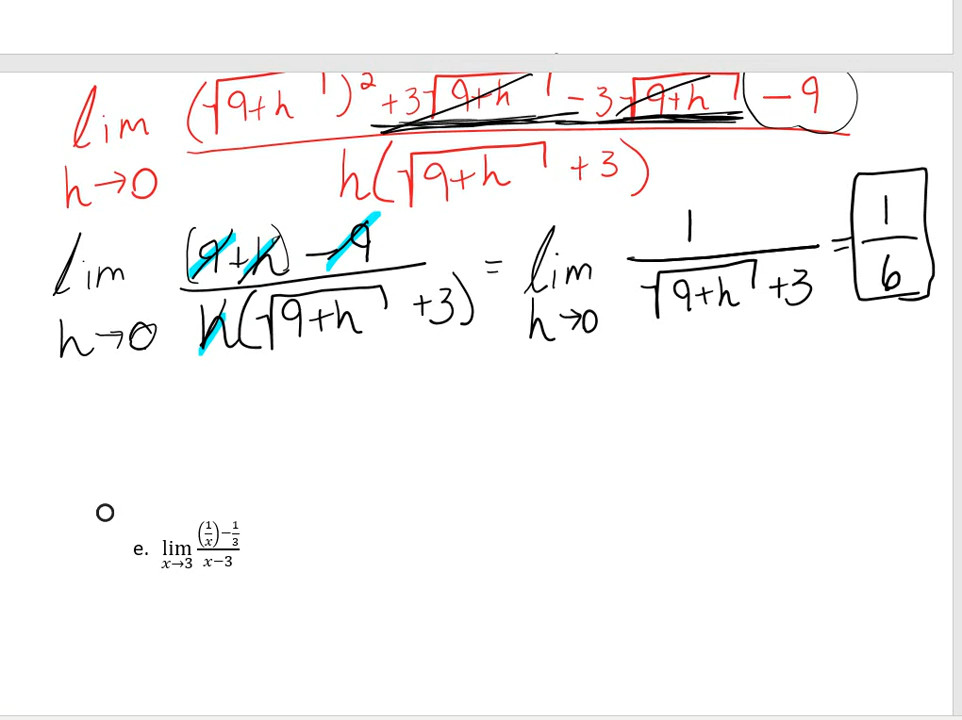 lim h→0 ((√9+h)² +3√9+h − 3√9+h − 9) / (h(√9+h +3))
lim h→0 ((9+h) − 9) / (h(√9+h +3)) = lim h→0 1 / (√9+h +3) = 1/6
e. lim x→3 ((1/x) − 1/3) / (x−3)